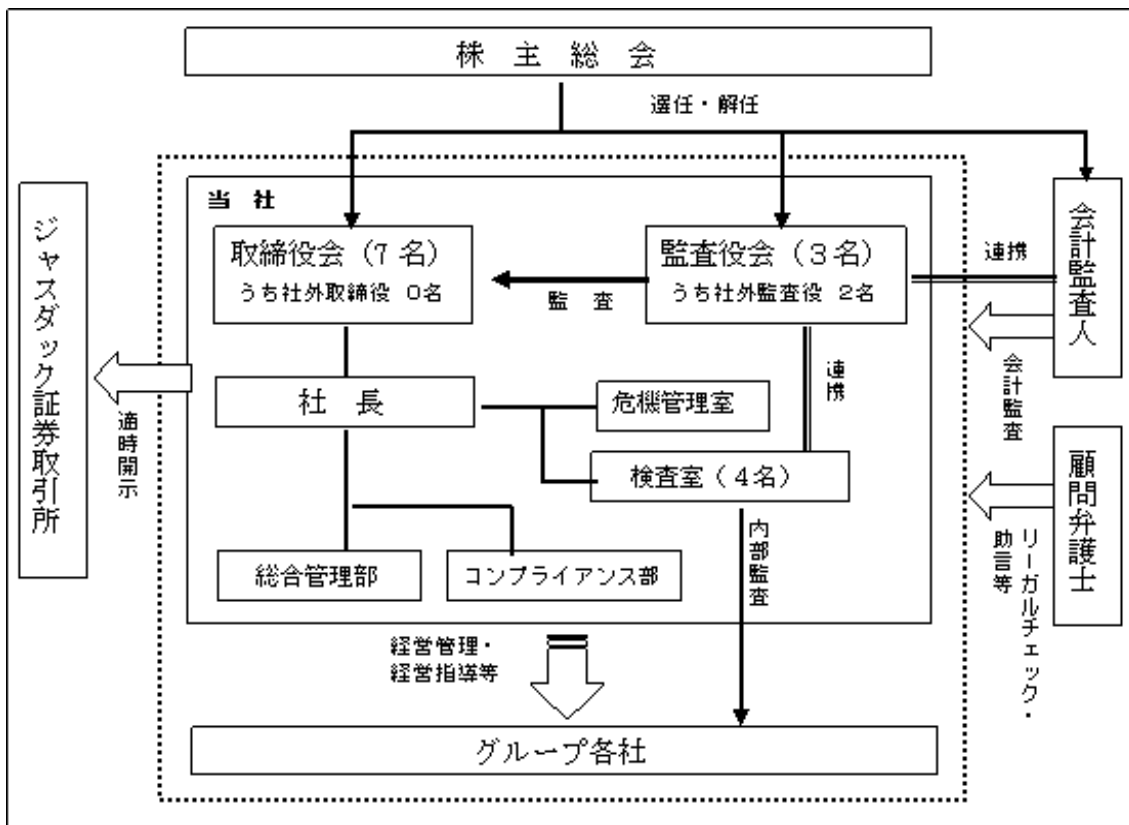 株主総会
選任・解任
当社
取締役会(7名)
うち社外取締役 0名
監査役会(3名)
うち社外監査役 2名
監査
連携
会計監査人
会計監査
ジャスダック証券取引所
適時開示
社長
危機管理室
連携
検査室(4名)
顧問弁護士
リーガルチェック・
助言等
総合管理部
コンプライアンス部
内部監査
経営管理・
経営指導等
グループ各社